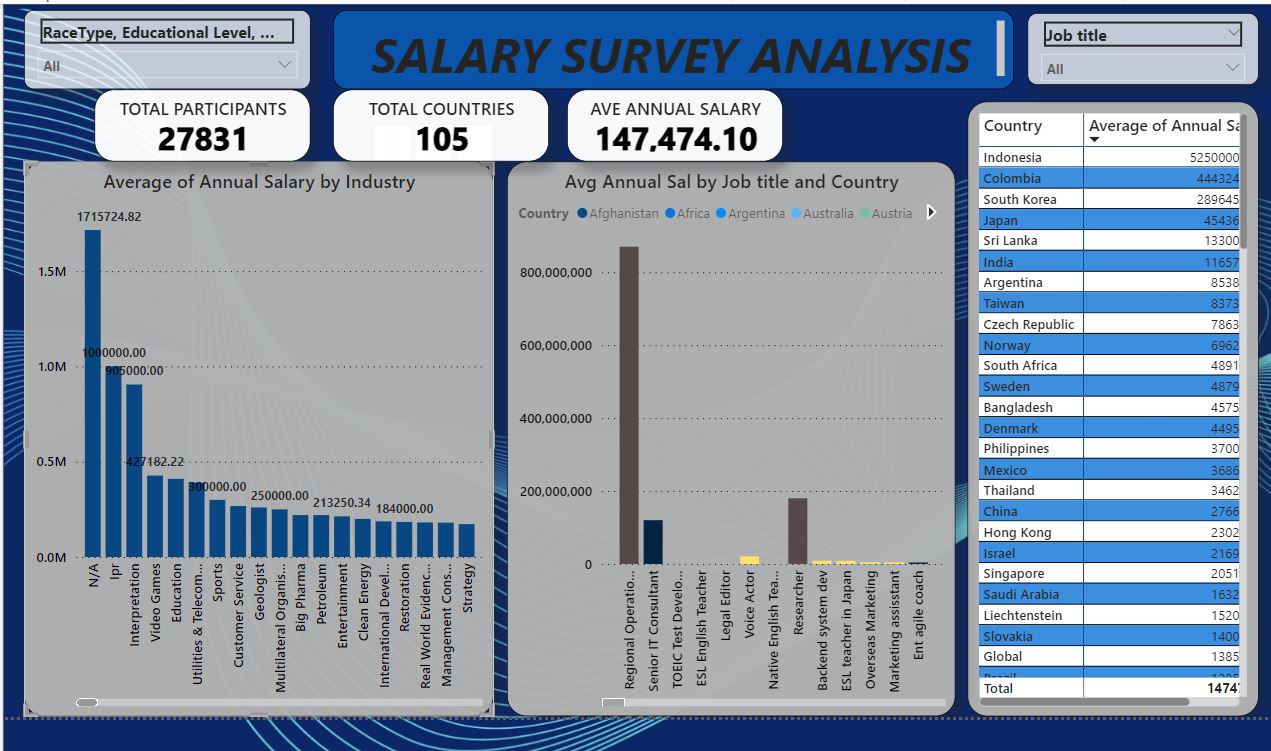 RaceType, Educational Level, ...
All
SALARY SURVEY ANALYSIS
Job title
All
TOTAL PARTICIPANTS
27831
TOTAL COUNTRIES
105
AVE ANNUAL SALARY
147,474.10
Average of Annual Salary by Industry
1715724.82
1000000.00
905000.00
427182.22
300000.00
250000.00
213250.34
184000.00
1.5M
1.0M
0.5M
0.0M
N/A
Ipr
Interpretation
Video Games
Education
Utilities & Telecom...
Sports
Customer Service
Geologist
Multilateral Organis...
Big Pharma
Petroleum
Entertainment
Clean Energy
International Devel...
Restoration
Real World Evidenc...
Management Cons...
Strategy
Avg Annual Sal by Job title and Country
Country Afghanistan Africa Argentina Australia Austria
800,000,000
600,000,000
400,000,000
200,000,000
0
Regional Operatio...
Senior IT Consultant
TOEIC Test Develo...
ESL English Teacher
Legal Editor
Voice Actor
Native English Tea...
Researcher
Backend system dev
ESL teacher in Japan
Overseas Marketing
Marketing assisstant
Ent agile coach
Country Average of Annual Sa
Indonesia 5250000
Colombia 444324
South Korea 289645
Japan 45436
Sri Lanka 13300
India 11657
Argentina 8538
Taiwan 8373
Czech Republic 7863
Norway 6962
South Africa 4891
Sweden 4879
Bangladesh 4575
Denmark 4495
Philippines 3700
Mexico 3686
Thailand 3462
China 2766
Hong Kong 2302
Israel 2169
Singapore 2051
Saudi Arabia 1632
Liechtenstein 1520
Slovakia 1400
Global 1385
Total 1474